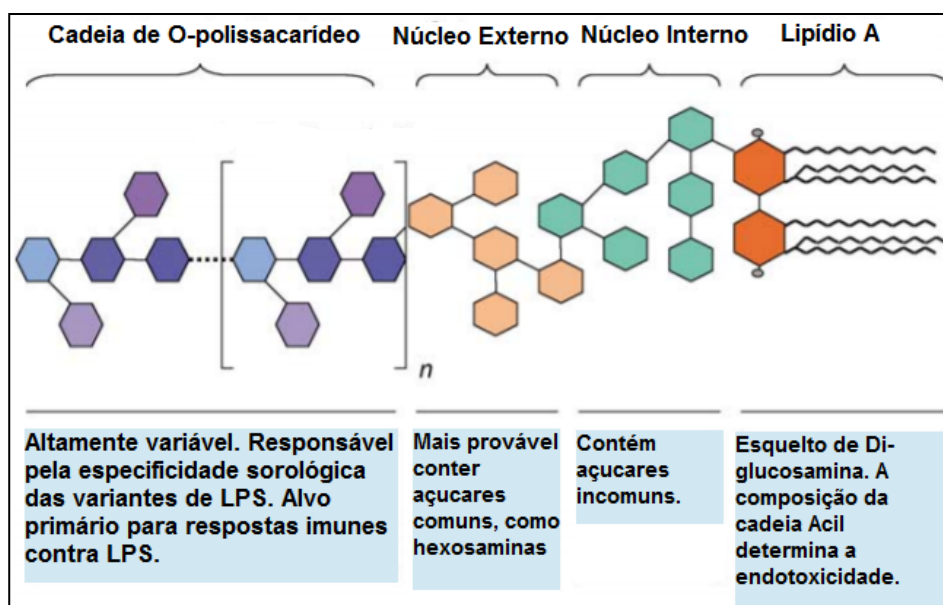 Cadeia de O-polissacarídeo
Núcleo Externo
Núcleo Interno
Lipídio A
n
Altamente variável. Responsável
pela especificidade sorológica
das variantes de LPS. Alvo
primário para respostas imunes
contra LPS.
Mais provável
conter
açucares
comuns, como
hexosaminas
Contém
açucares
incomuns.
Esquelto de Di-
glucosamina. A
composição da
cadeia Acil
determina a
endotoxicidade.